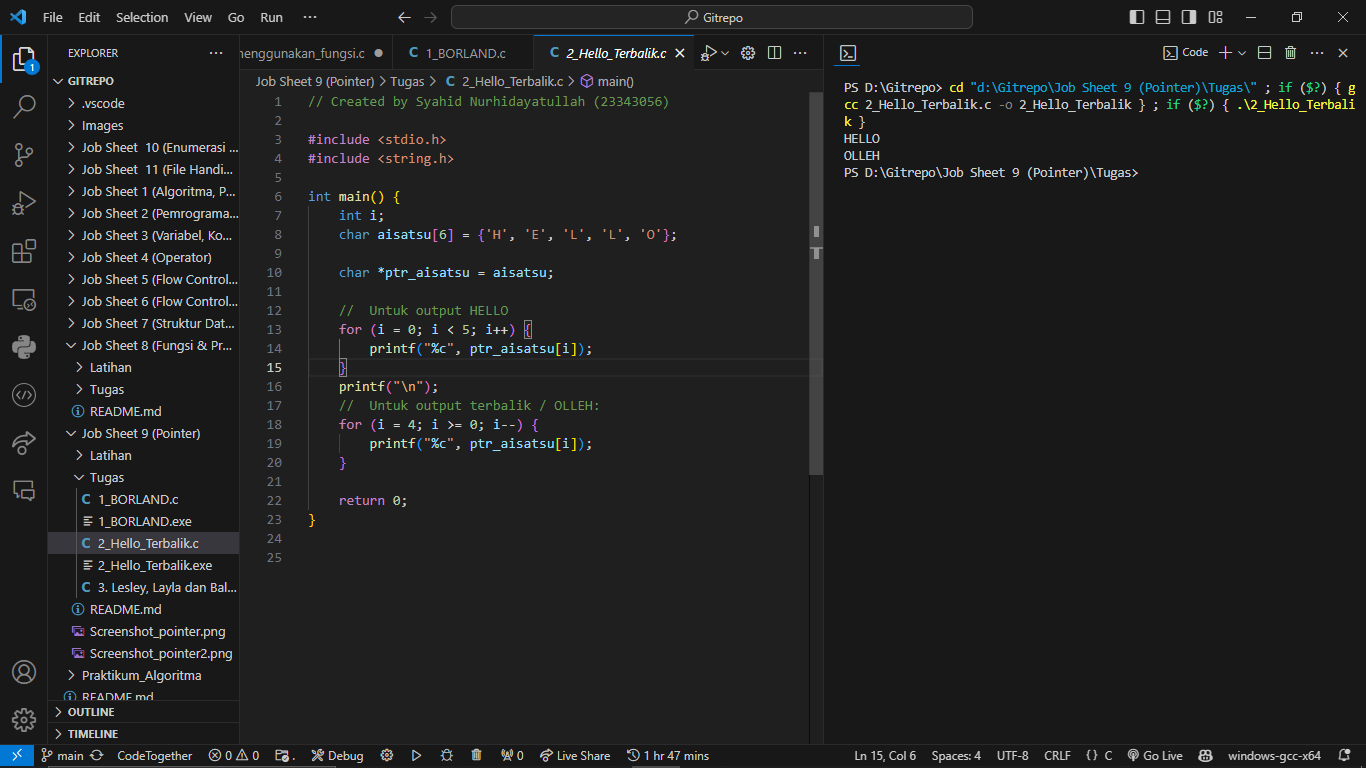 File Edit Selection View Go Run ···
Gitrepo
EXPLORER ···
GITREPO
.vscode
Images
Job Sheet  10 (Enumerasi ...
Job Sheet  11 (File Handi...
Job Sheet 1 (Algoritma, P...
Job Sheet 2 (Pemrograma...
Job Sheet 3 (Variabel, Ko...
Job Sheet 4 (Operator)
Job Sheet 5 (Flow Control...
Job Sheet 6 (Flow Control...
Job Sheet 7 (Struktur Dat...
Job Sheet 8 (Fungsi & Pr...
Latihan
Tugas
README.md
Job Sheet 9 (Pointer)
Latihan
Tugas
C 1_BORLAND.c
1_BORLAND.exe
C 2_Hello_Terbalik.c
2_Hello_Terbalik.exe
C 3. Lesley, Layla dan Bal...
README.md
Screenshot_pointer.png
Screenshot_pointer2.png
Praktikum_Algoritma
README.md
OUTLINE
TIMELINE
menggunakan_fungsi.c C 1_BORLAND.c C 2_Hello_Terbalik.c
Job Sheet 9 (Pointer) > Tugas > C 2_Hello_Terbalik.c > main()
1 // Created by Syahid Nurhidayatullah (23343056)
2
3 #include <stdio.h>
4 #include <string.h>
5
6 int main() {
7 int i;
8 char aisatsu[6] = {'H', 'E', 'L', 'L', 'O'};
9
10 char *ptr_aisatsu = aisatsu;
11
12 //  Untuk output HELLO
13 for (i = 0; i < 5; i++) {
14 printf("%c", ptr_aisatsu[i]);
15 }
16 printf("\n");
17 //  Untuk output terbalik / OLLEH:
18 for (i = 4; i >= 0; i--) {
19 printf("%c", ptr_aisatsu[i]);
20 }
21
22 return 0;
23 }
24
25
Code
PS D:\Gitrepo> cd "d:\Gitrepo\Job Sheet 9 (Pointer)\Tugas\" ; if ($?) { g
cc 2_Hello_Terbalik.c -o 2_Hello_Terbalik } ; if ($?) { .\2_Hello_Terbali
k }
HELLO
OLLEH
PS D:\Gitrepo\Job Sheet 9 (Pointer)\Tugas>
1
main CodeTogether 0 0 . Debug 0 Live Share 1 hr 47 mins Ln 15, Col 6 Spaces: 4 UTF-8 CRLF { } C Go Live windows-gcc-x64